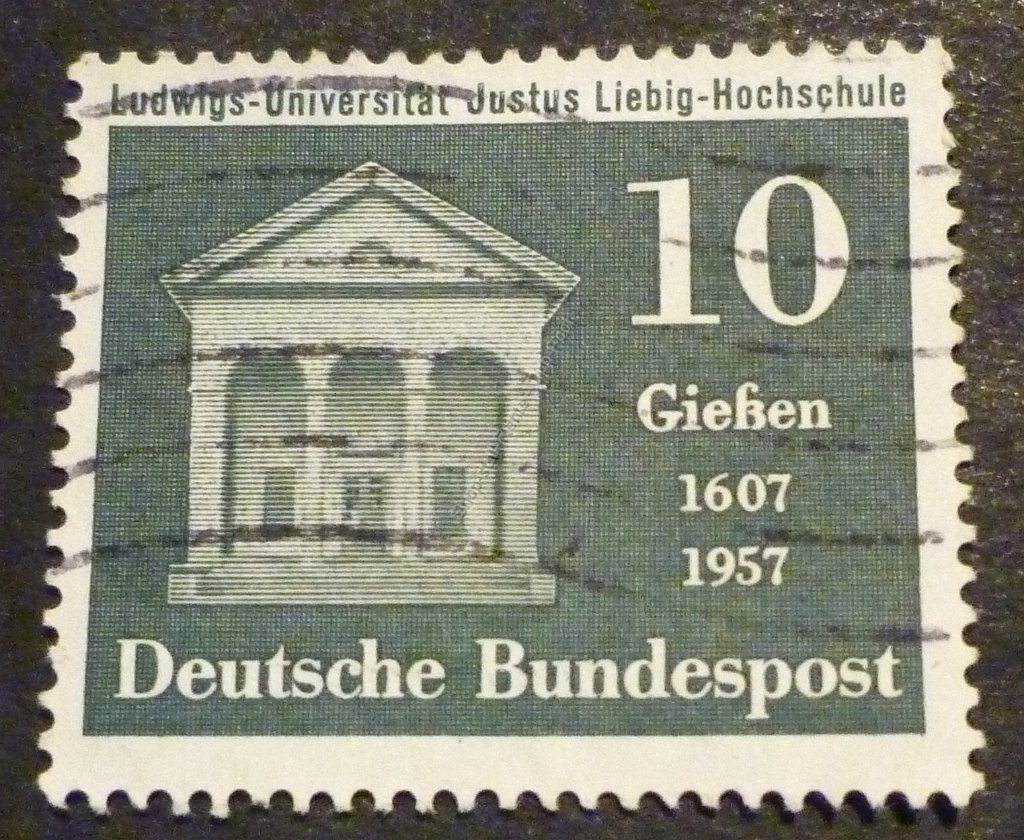 Ludwigs-Universität Justus Liebig-Hochschule
10
Gießen
1607
1957
Deutsche Bundespost